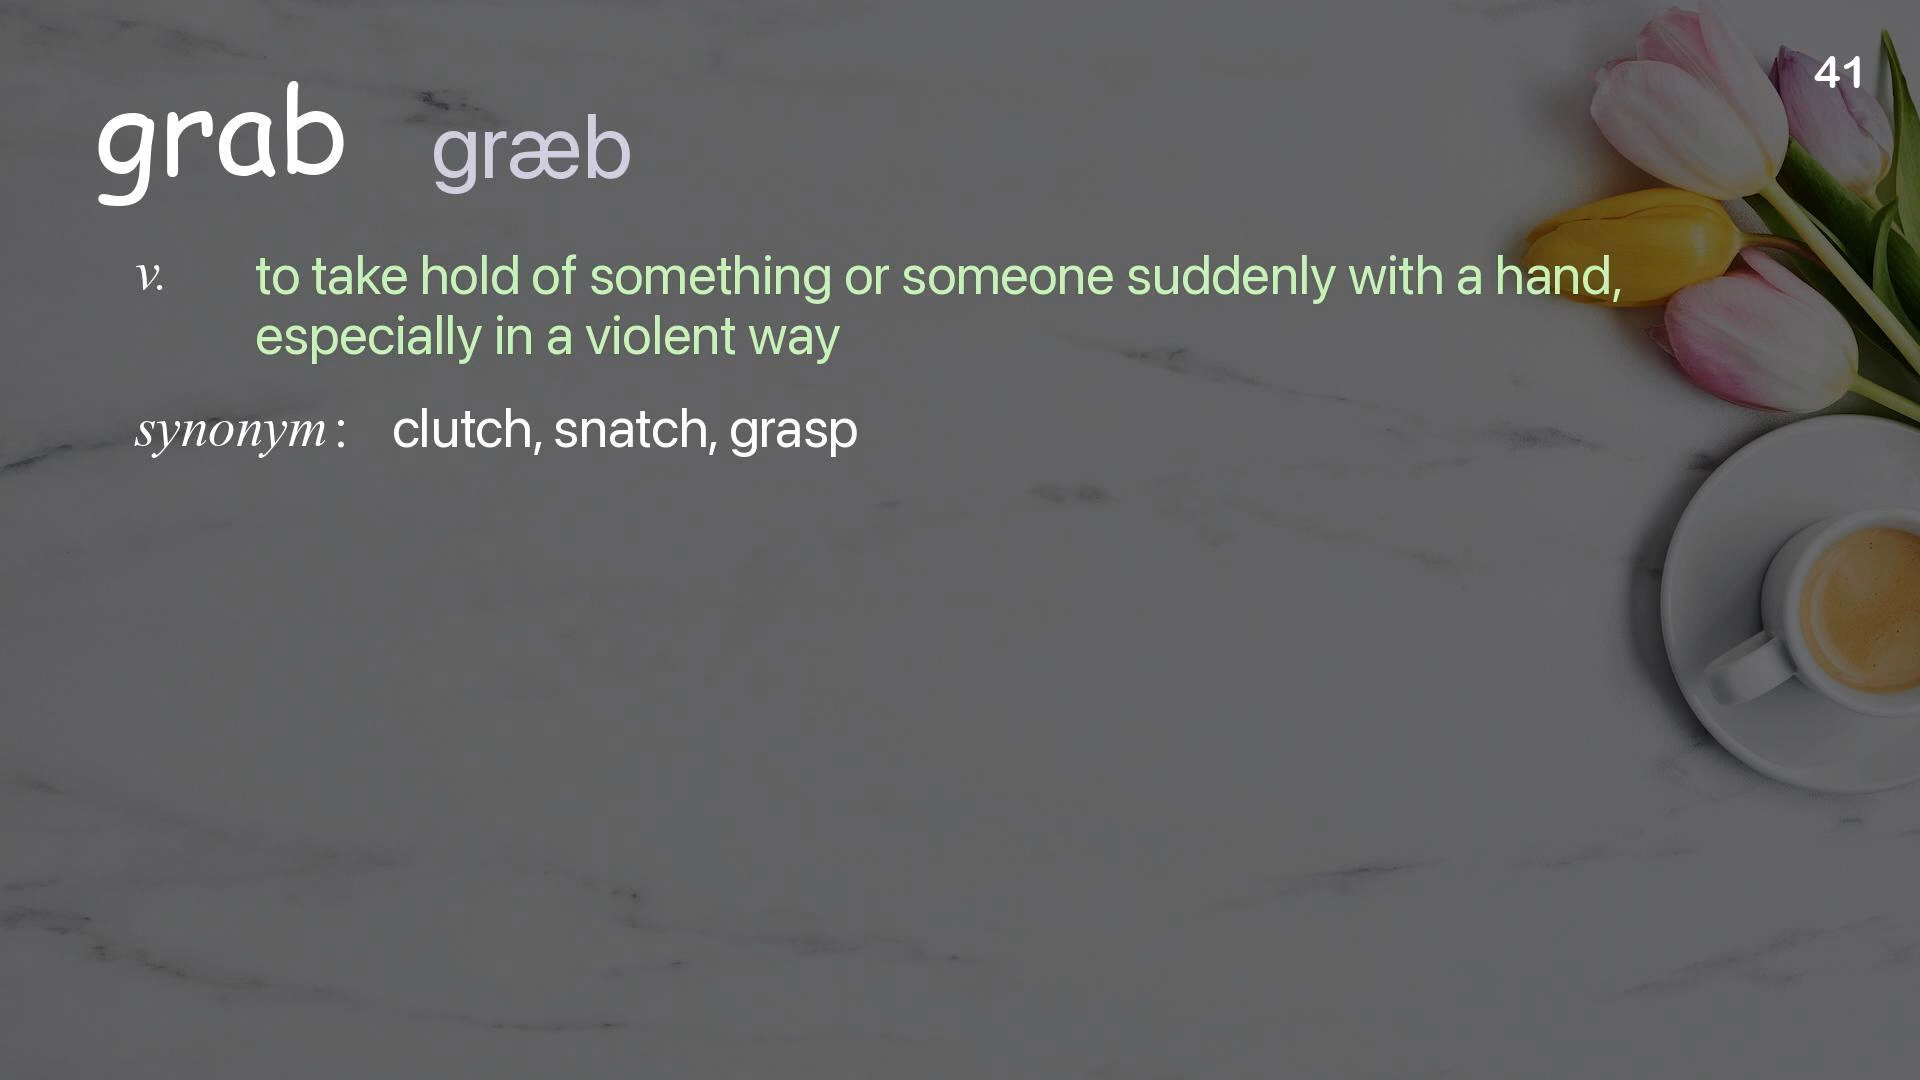 41
grab græb
v. to take hold of something or someone suddenly with a hand,
especially in a violent way
synonym : clutch, snatch, grasp